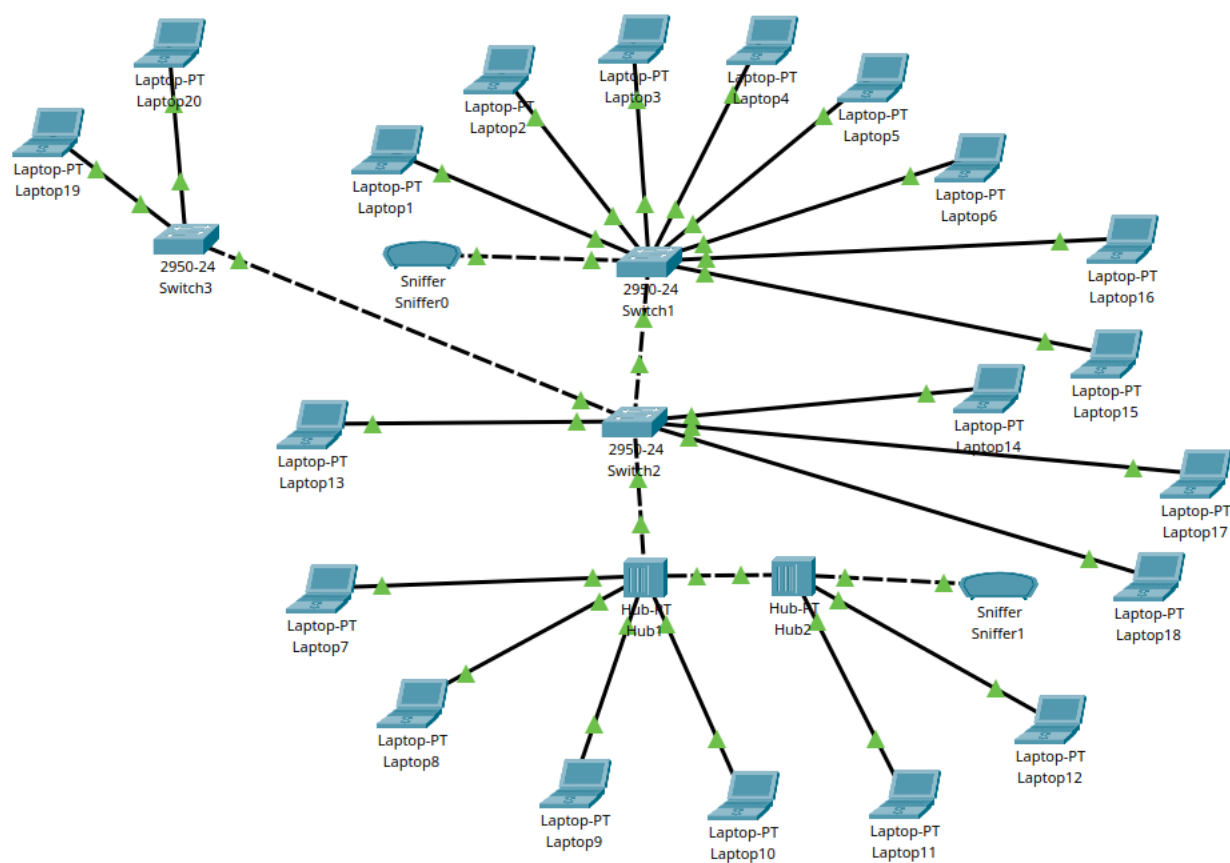 Laptop-PT
Laptop20
Laptop-PT
Laptop19
2950-24
Switch3
Laptop-PT
Laptop1
Laptop-PT
Laptop2
Laptop-PT
Laptop3
Laptop-PT
Laptop4
Laptop-PT
Laptop5
Laptop-PT
Laptop6
Sniffer
Sniffer0
2950-24
Switch1
Laptop-PT
Laptop16
Laptop-PT
Laptop15
Laptop-PT
Laptop14
2950-24
Switch2
Laptop-PT
Laptop13
Laptop-PT
Laptop17
Laptop-PT
Laptop7
Hub-PT
Hub1
Hub-PT
Hub2
Sniffer
Sniffer1
Laptop-PT
Laptop18
Laptop-PT
Laptop8
Laptop-PT
Laptop12
Laptop-PT
Laptop9
Laptop-PT
Laptop10
Laptop-PT
Laptop11